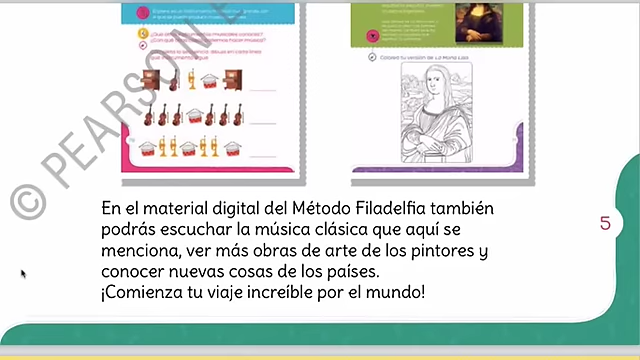 Colorea tu versión de La Mona Lisa.
© PEARSON
En el material digital del Método Filadelfia también
podrás escuchar la música clásica que aquí se
menciona, ver más obras de arte de los pintores y
conocer nuevas cosas de los países.
¡Comienza tu viaje increíble por el mundo!
5